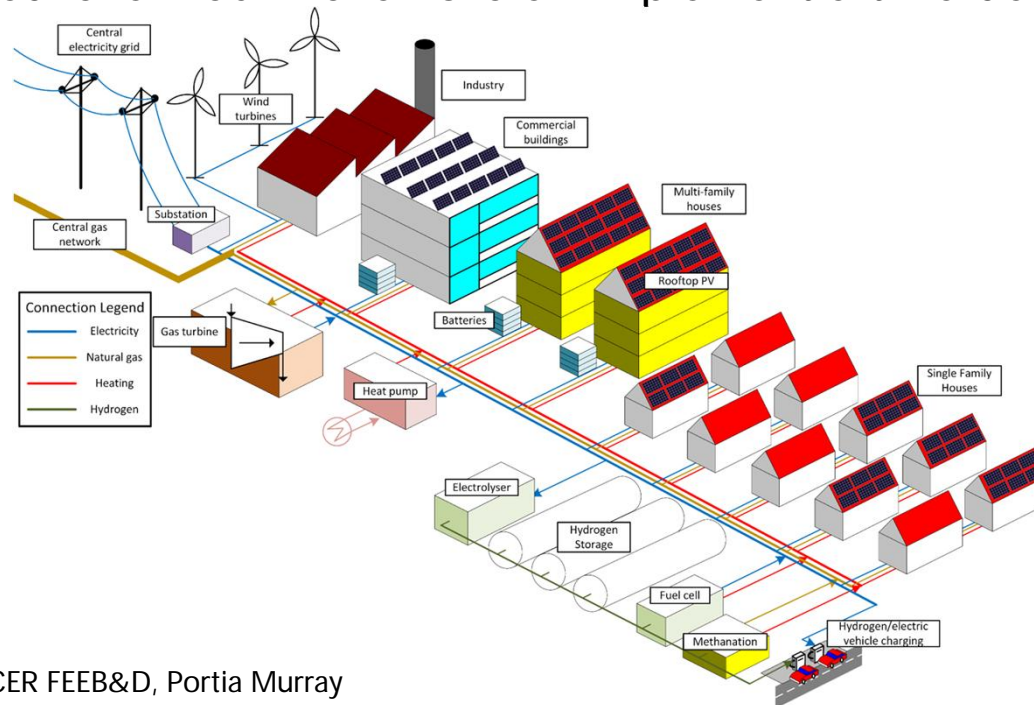 Central
electricity grid
Wind
turbines
Industry
Commercial
buildings
Multi-family
houses
Substation
Central gas
network
Rooftop PV
Connection Legend
Electricity
Natural gas
Heating
Hydrogen
Gas turbine
Batteries
Heat pump
Single Family
Houses
Electrolyser
Hydrogen
Storage
Fuel cell
Methanation
Hydrogen/electric
vehicle charging
CER FEEB&D, Portia Murray